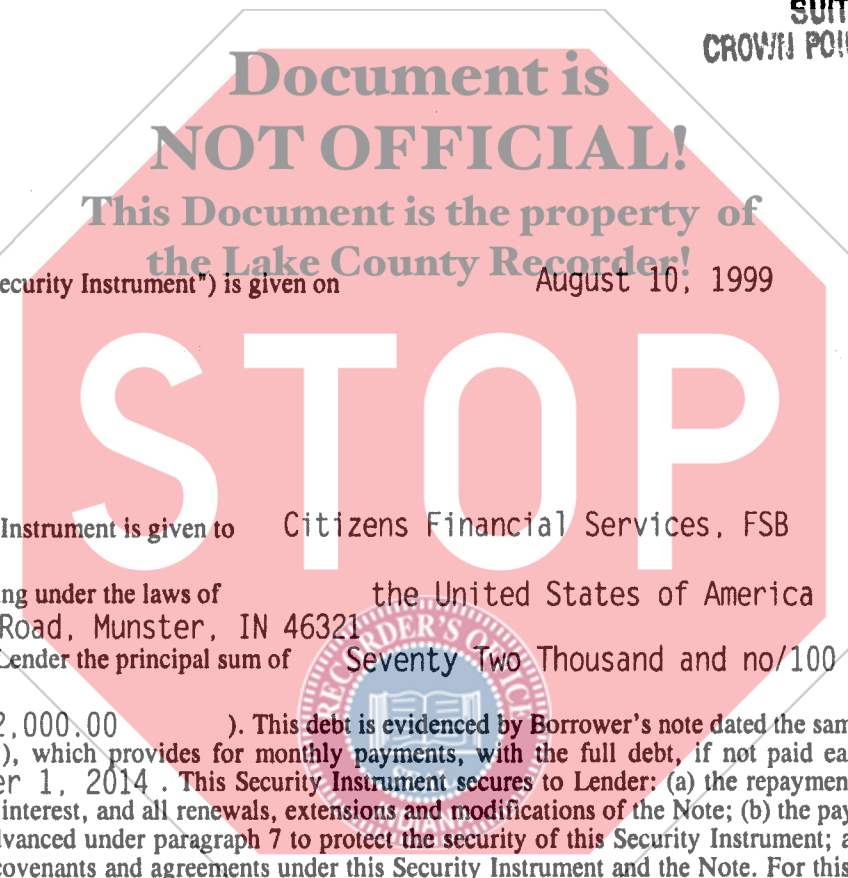 SUIT
CROWN POI
Document is
NOT OFFICIAL!
This Document is the property of
the Lake County Recorder!
ecurity Instrument") is given on August 10, 1999
STOP
Instrument is given to Citizens Financial Services, FSB
ng under the laws of the United States of America
Road, Munster, IN 46321
Lender the principal sum of Seventy Two Thousand and no/100
RECORDER'S OFFICE
2,000.00 ). This debt is evidenced by Borrower's note dated the sam
), which provides for monthly payments, with the full debt, if not paid ea
er 1, 2014 . This Security Instrument secures to Lender: (a) the repaymen
SEAL
interest, and all renewals, extensions and modifications of the Note; (b) the pay
INDIANA
dvanced under paragraph 7 to protect the security of this Security Instrument; a
covenants and agreements under this Security Instrument and the Note. For this